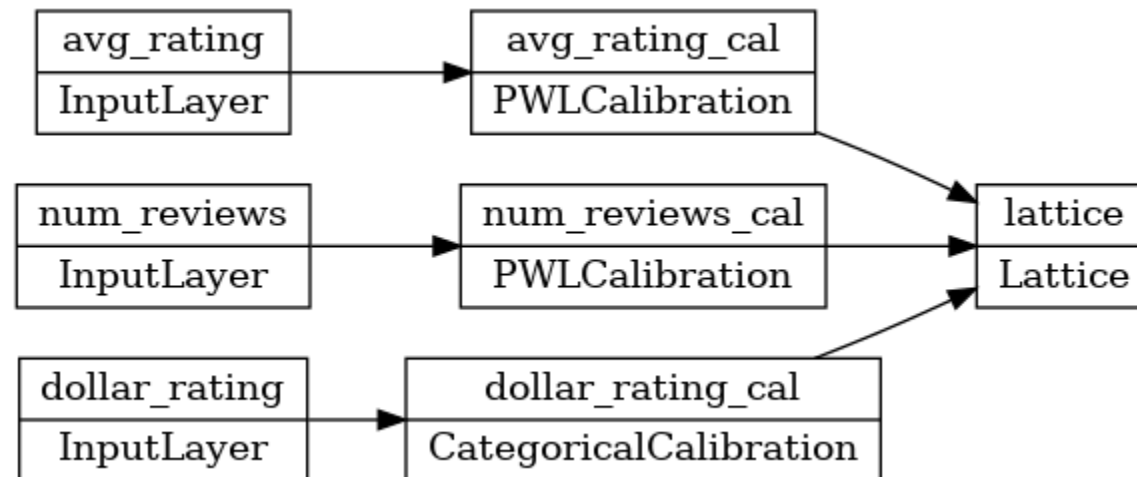 avg_rating
InputLayer
avg_rating_cal
PWLCalibration
num_reviews
InputLayer
num_reviews_cal
PWLCalibration
lattice
Lattice
dollar_rating
InputLayer
dollar_rating_cal
CategoricalCalibration